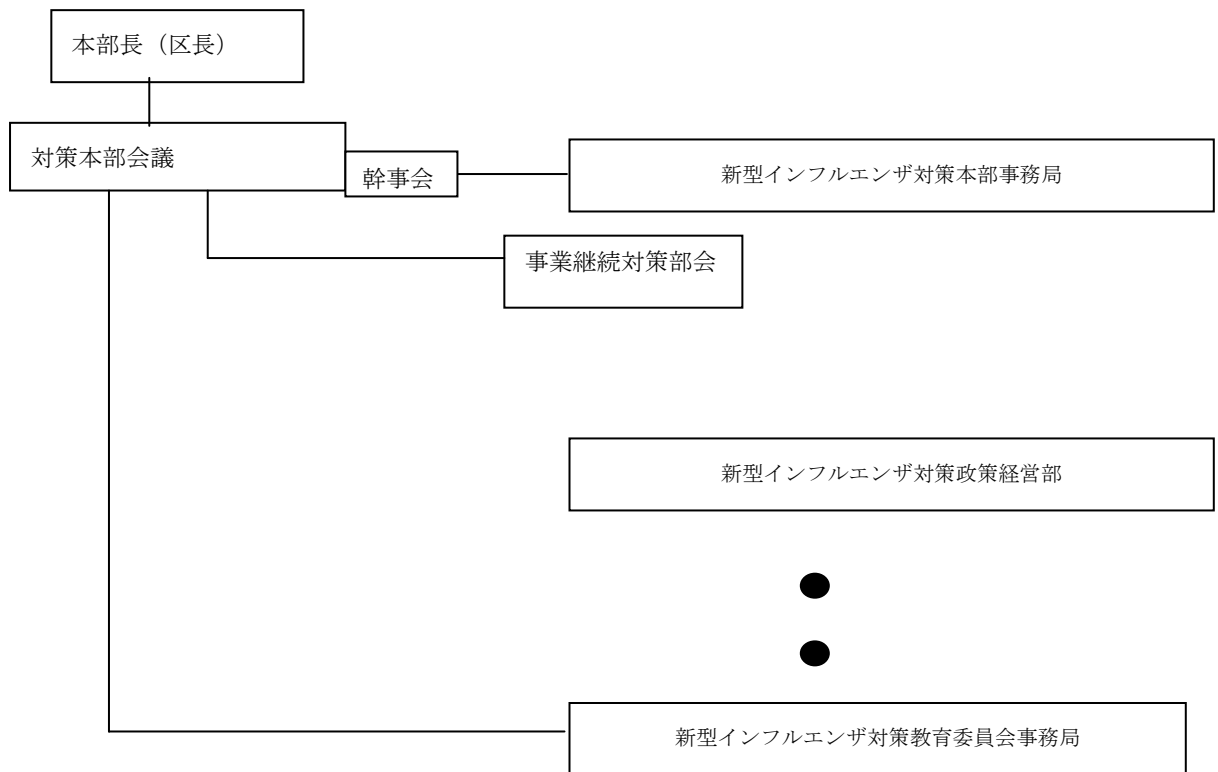 本部長（区長）
対策本部会議
幹事会
新型インフルエンザ対策本部事務局
事業継続対策部会
新型インフルエンザ対策政策経営部
新型インフルエンザ対策教育委員会事務局